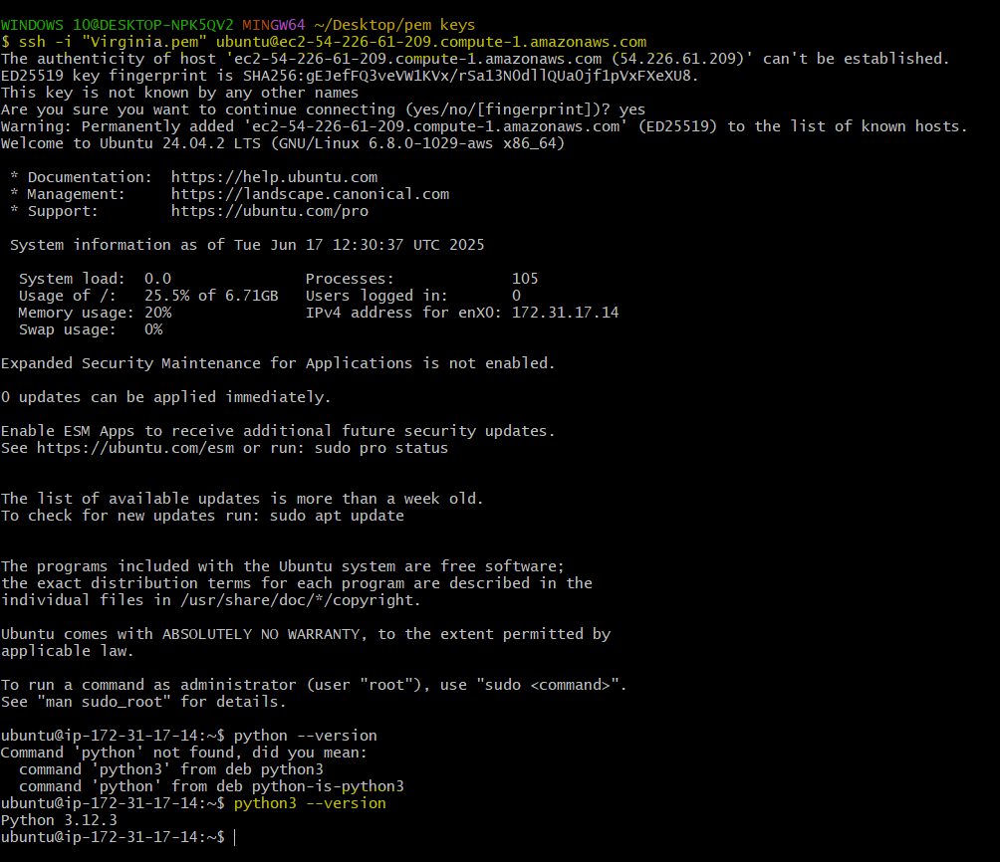 WINDOWS 10@DESKTOP-NPK5QV2 MINGW64 ~/Desktop/pem keys
$ ssh -i "Virginia.pem" ubuntu@ec2-54-226-61-209.compute-1.amazonaws.com
The authenticity of host 'ec2-54-226-61-209.compute-1.amazonaws.com (54.226.61.209)' can't be established.
ED25519 key fingerprint is SHA256:gEJefFQ3veVW1KVx/rSa13NOdllQUa0jf1pVxFXeXU8.
This key is not known by any other names
Are you sure you want to continue connecting (yes/no/[fingerprint])? yes
Warning: Permanently added 'ec2-54-226-61-209.compute-1.amazonaws.com' (ED25519) to the list of known hosts.
Welcome to Ubuntu 24.04.2 LTS (GNU/Linux 6.8.0-1029-aws x86_64)
* Documentation:  https://help.ubuntu.com
* Management:     https://landscape.canonical.com
* Support:        https://ubuntu.com/pro
System information as of Tue Jun 17 12:30:37 UTC 2025
System load:  0.0               Processes:             105
Usage of /:   25.5% of 6.71GB   Users logged in:       0
Memory usage: 20%               IPv4 address for enX0: 172.31.17.14
Swap usage:   0%
Expanded Security Maintenance for Applications is not enabled.
0 updates can be applied immediately.
Enable ESM Apps to receive additional future security updates.
See https://ubuntu.com/esm or run: sudo pro status
The list of available updates is more than a week old.
To check for new updates run: sudo apt update
The programs included with the Ubuntu system are free software;
the exact distribution terms for each program are described in the
individual files in /usr/share/doc/*/copyright.
Ubuntu comes with ABSOLUTELY NO WARRANTY, to the extent permitted by
applicable law.
To run a command as administrator (user "root"), use "sudo <command>".
See "man sudo_root" for details.
ubuntu@ip-172-31-17-14:~$ python --version
Command 'python' not found, did you mean:
command 'python3' from deb python3
command 'python' from deb python-is-python3
ubuntu@ip-172-31-17-14:~$ python3 --version
Python 3.12.3
ubuntu@ip-172-31-17-14:~$